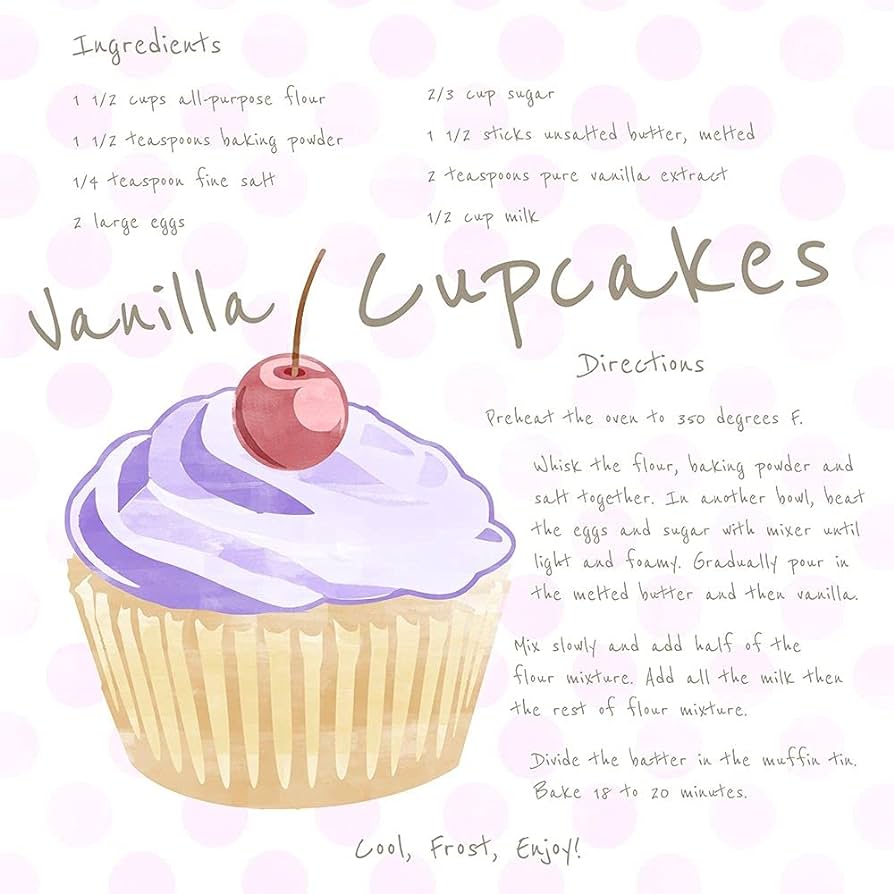 Ingredients
1 1/2 cups all-purpose flour
1 1/2 teaspoons baking powder
1/4 teaspoon fine salt
2 large eggs
2/3 cup sugar
1 1/2 sticks unsalted butter, melted
2 teaspoons pure vanilla extract
1/2 cup milk
Vanilla Cupcakes
Directions
Preheat the oven to 350 degrees F.
Whisk the flour, baking powder and
salt together. In another bowl, beat
the eggs and sugar with mixer until
light and foamy. Gradually pour in
the melted butter and then vanilla.
Mix slowly and add half of the
flour mixture. Add all the milk then
the rest of flour mixture.
Divide the batter in the muffin tin.
Bake 18 to 20 minutes.
Cool, Frost, Enjoy!